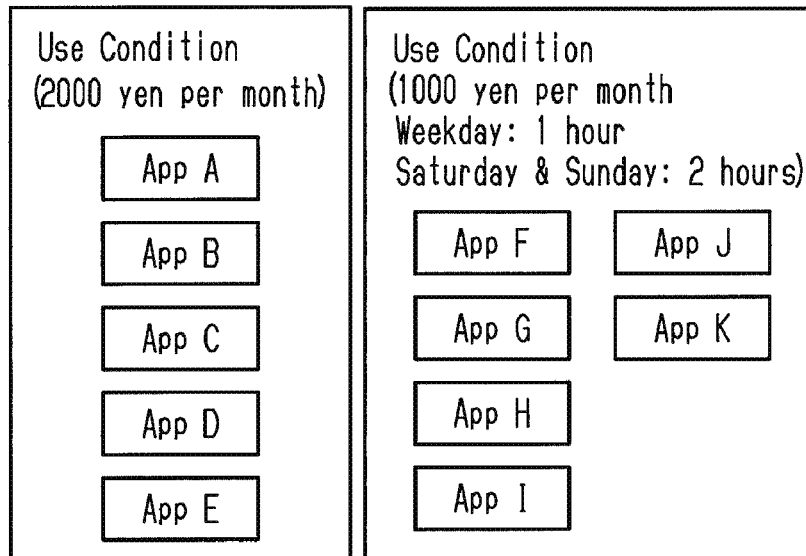 Use Condition
(2000 yen per month)
App A
App B
App C
App D
App E
Use Condition
(1000 yen per month
Weekday: 1 hour
Saturday & Sunday: 2 hours)
App F
App J
App G
App K
App H
App I